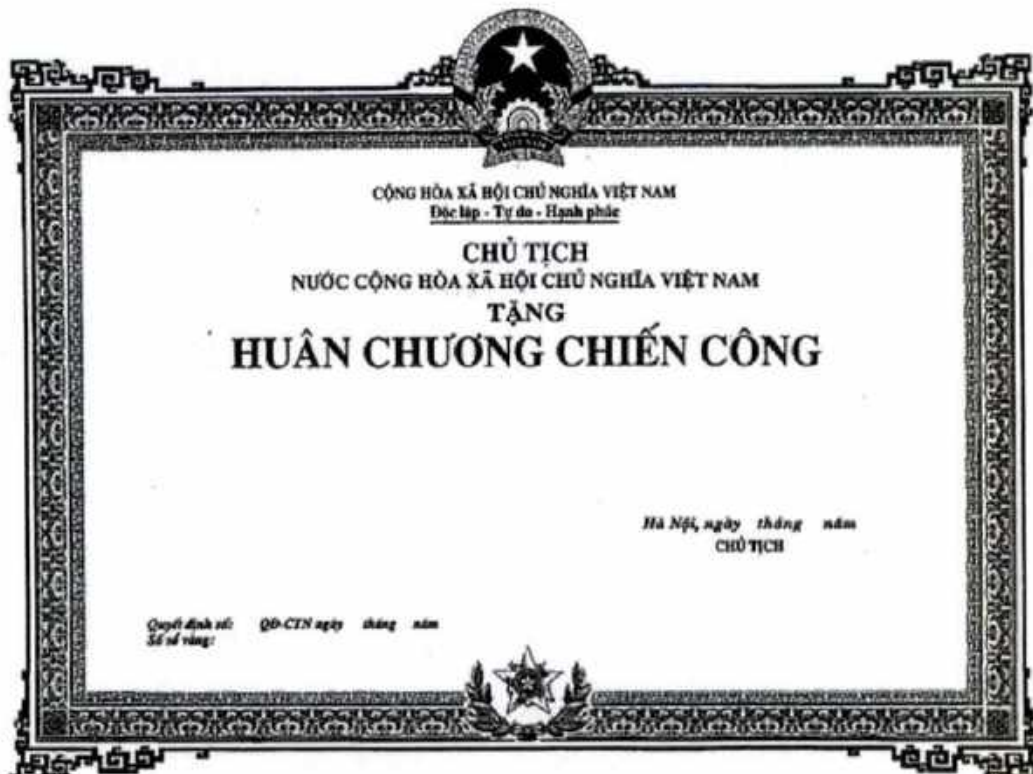 CỘNG HÒA XÃ HỘI CHỦ NGHĨA VIỆT NAM
Độc lập - Tự do - Hạnh phúc
CHỦ TỊCH
NƯỚC CỘNG HÒA XÃ HỘI CHỦ NGHĨA VIỆT NAM
TẶNG
HUÂN CHƯƠNG CHIẾN CÔNG
Hà Nội, ngày tháng năm
CHỦ TỊCH
Quyết định số: QĐ-CTN ngày tháng năm
Số sổ vàng: